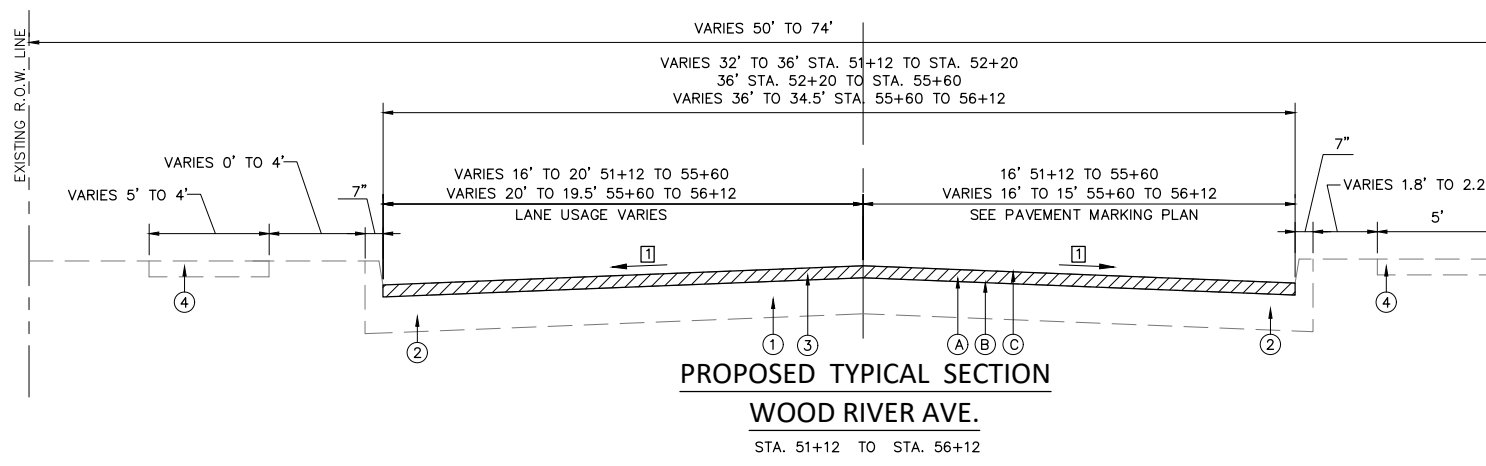 VARIES 50' TO 74'
EXISTING R.O.W. LINE
VARIES 32' TO 36' STA. 51+12 TO STA. 52+20
36' STA. 52+20 TO STA. 55+60
VARIES 36' TO 34.5' STA. 55+60 TO 56+12
VARIES 0' TO 4'
VARIES 5' TO 4'
7"
VARIES 16' TO 20' 51+12 TO 55+60
VARIES 20' TO 19.5' 55+60 TO 56+12
LANE USAGE VARIES
16' 51+12 TO 55+60
VARIES 16' TO 15' 55+60 TO 56+12
SEE PAVEMENT MARKING PLAN
7"
VARIES 1.8' TO 2.2
5'
1
1
4
2
1
3
A
B
C
2
4
PROPOSED TYPICAL SECTION
WOOD RIVER AVE.
STA. 51+12 TO STA. 56+12